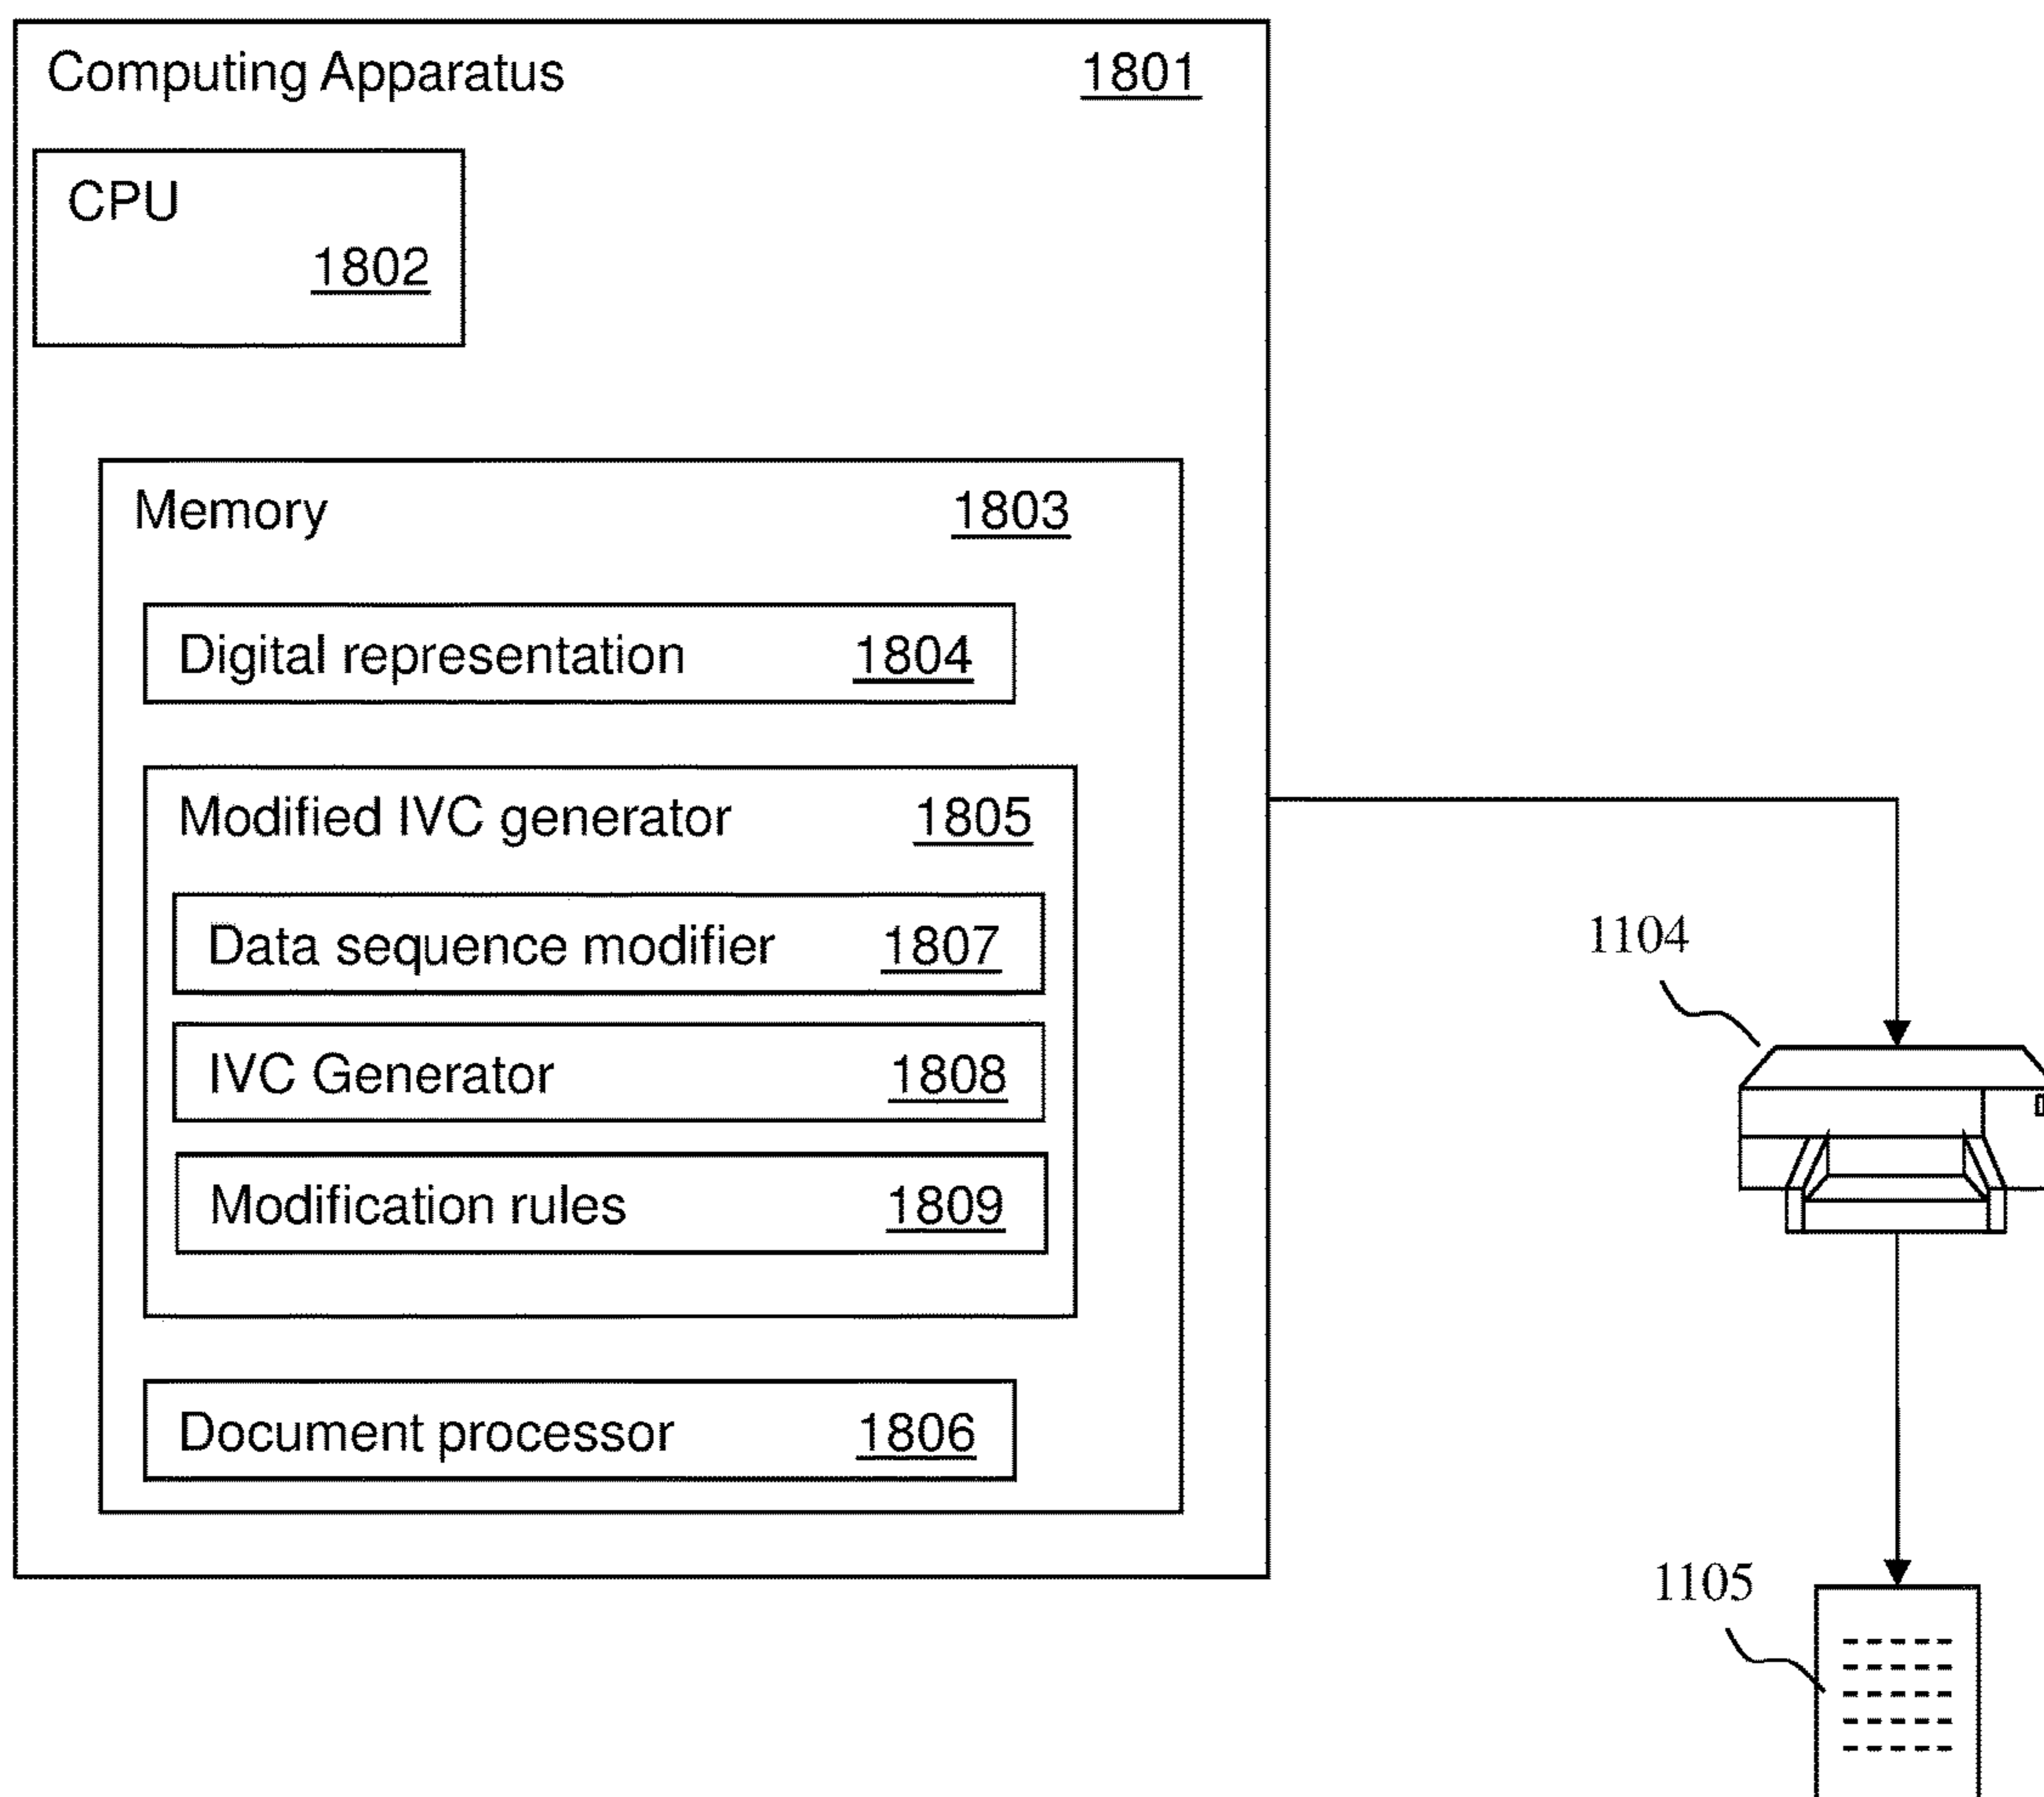 Computing Apparatus 1801
CPU
1802
Memory 1803
Digital representation 1804
Modified IVC generator 1805
Data sequence modifier 1807
IVC Generator 1808
Modification rules 1809
Document processor 1806
1104
1105